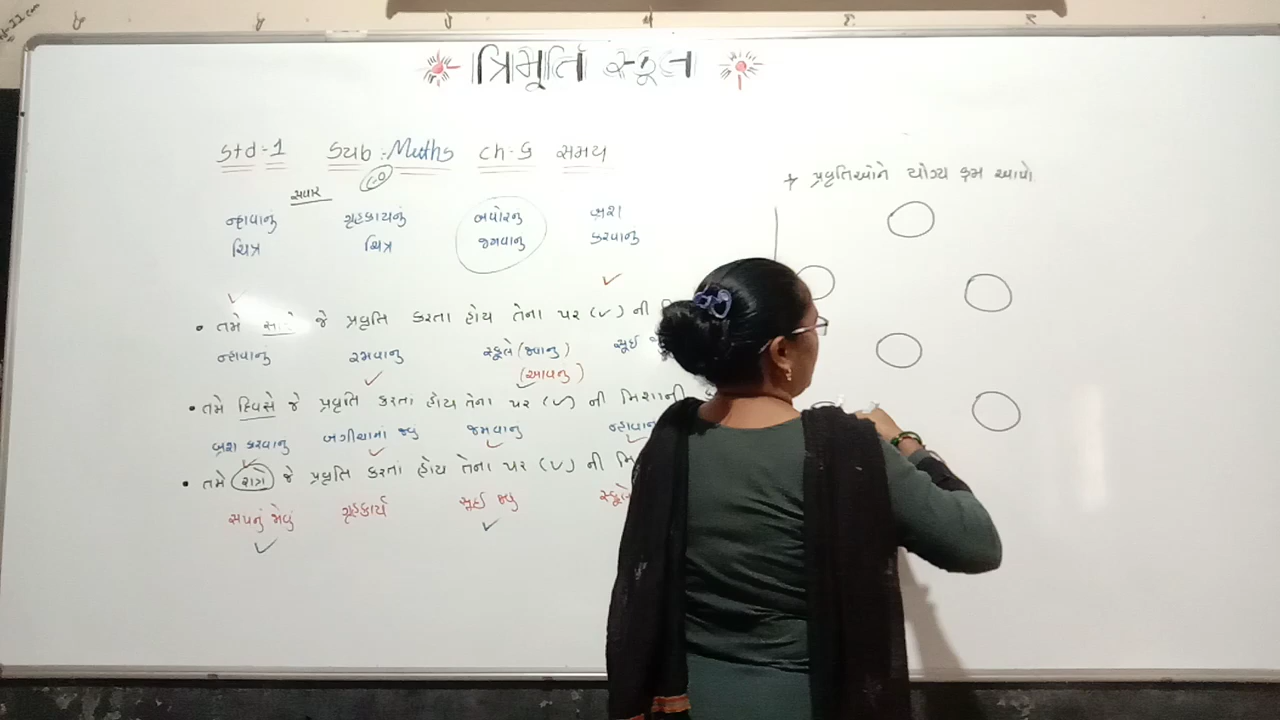 ત્રિમૂર્તિ સ્કૂલ
Std-1 Sub:Maths ch-5 સમય
સવાર
ન્હાવાનું ગૃહકાર્યનું બપોરનુ બ્રશ
ચિત્ર ચિત્ર જમવાનુ કરવાનુ
• તમે સાંજે જે પ્રવૃતિ કરતા હોય તેના પર (✓) ની
ન્હાવાનું રમવાનુ સ્કૂલે (જવાનુ) સૂઈ
(આવવનું)
• તમે દિવસે જે પ્રવૃતિ કરતાં હોય તેના પર (✓) ની નિશાની
બ્રશ કરવાનુ બગીચામાં જવુ જમવાનુ ન્હાવાનુ
• તમે રાત્રે જે પ્રવૃતિ કરતાં હોય તેના પર (✓) ની
સપનું જોવું ગૃહકાર્ય સૂઈ જવુ સ્કૂલે
+ પ્રવૃતિઓને યોગ્ય ક્રમ આપો